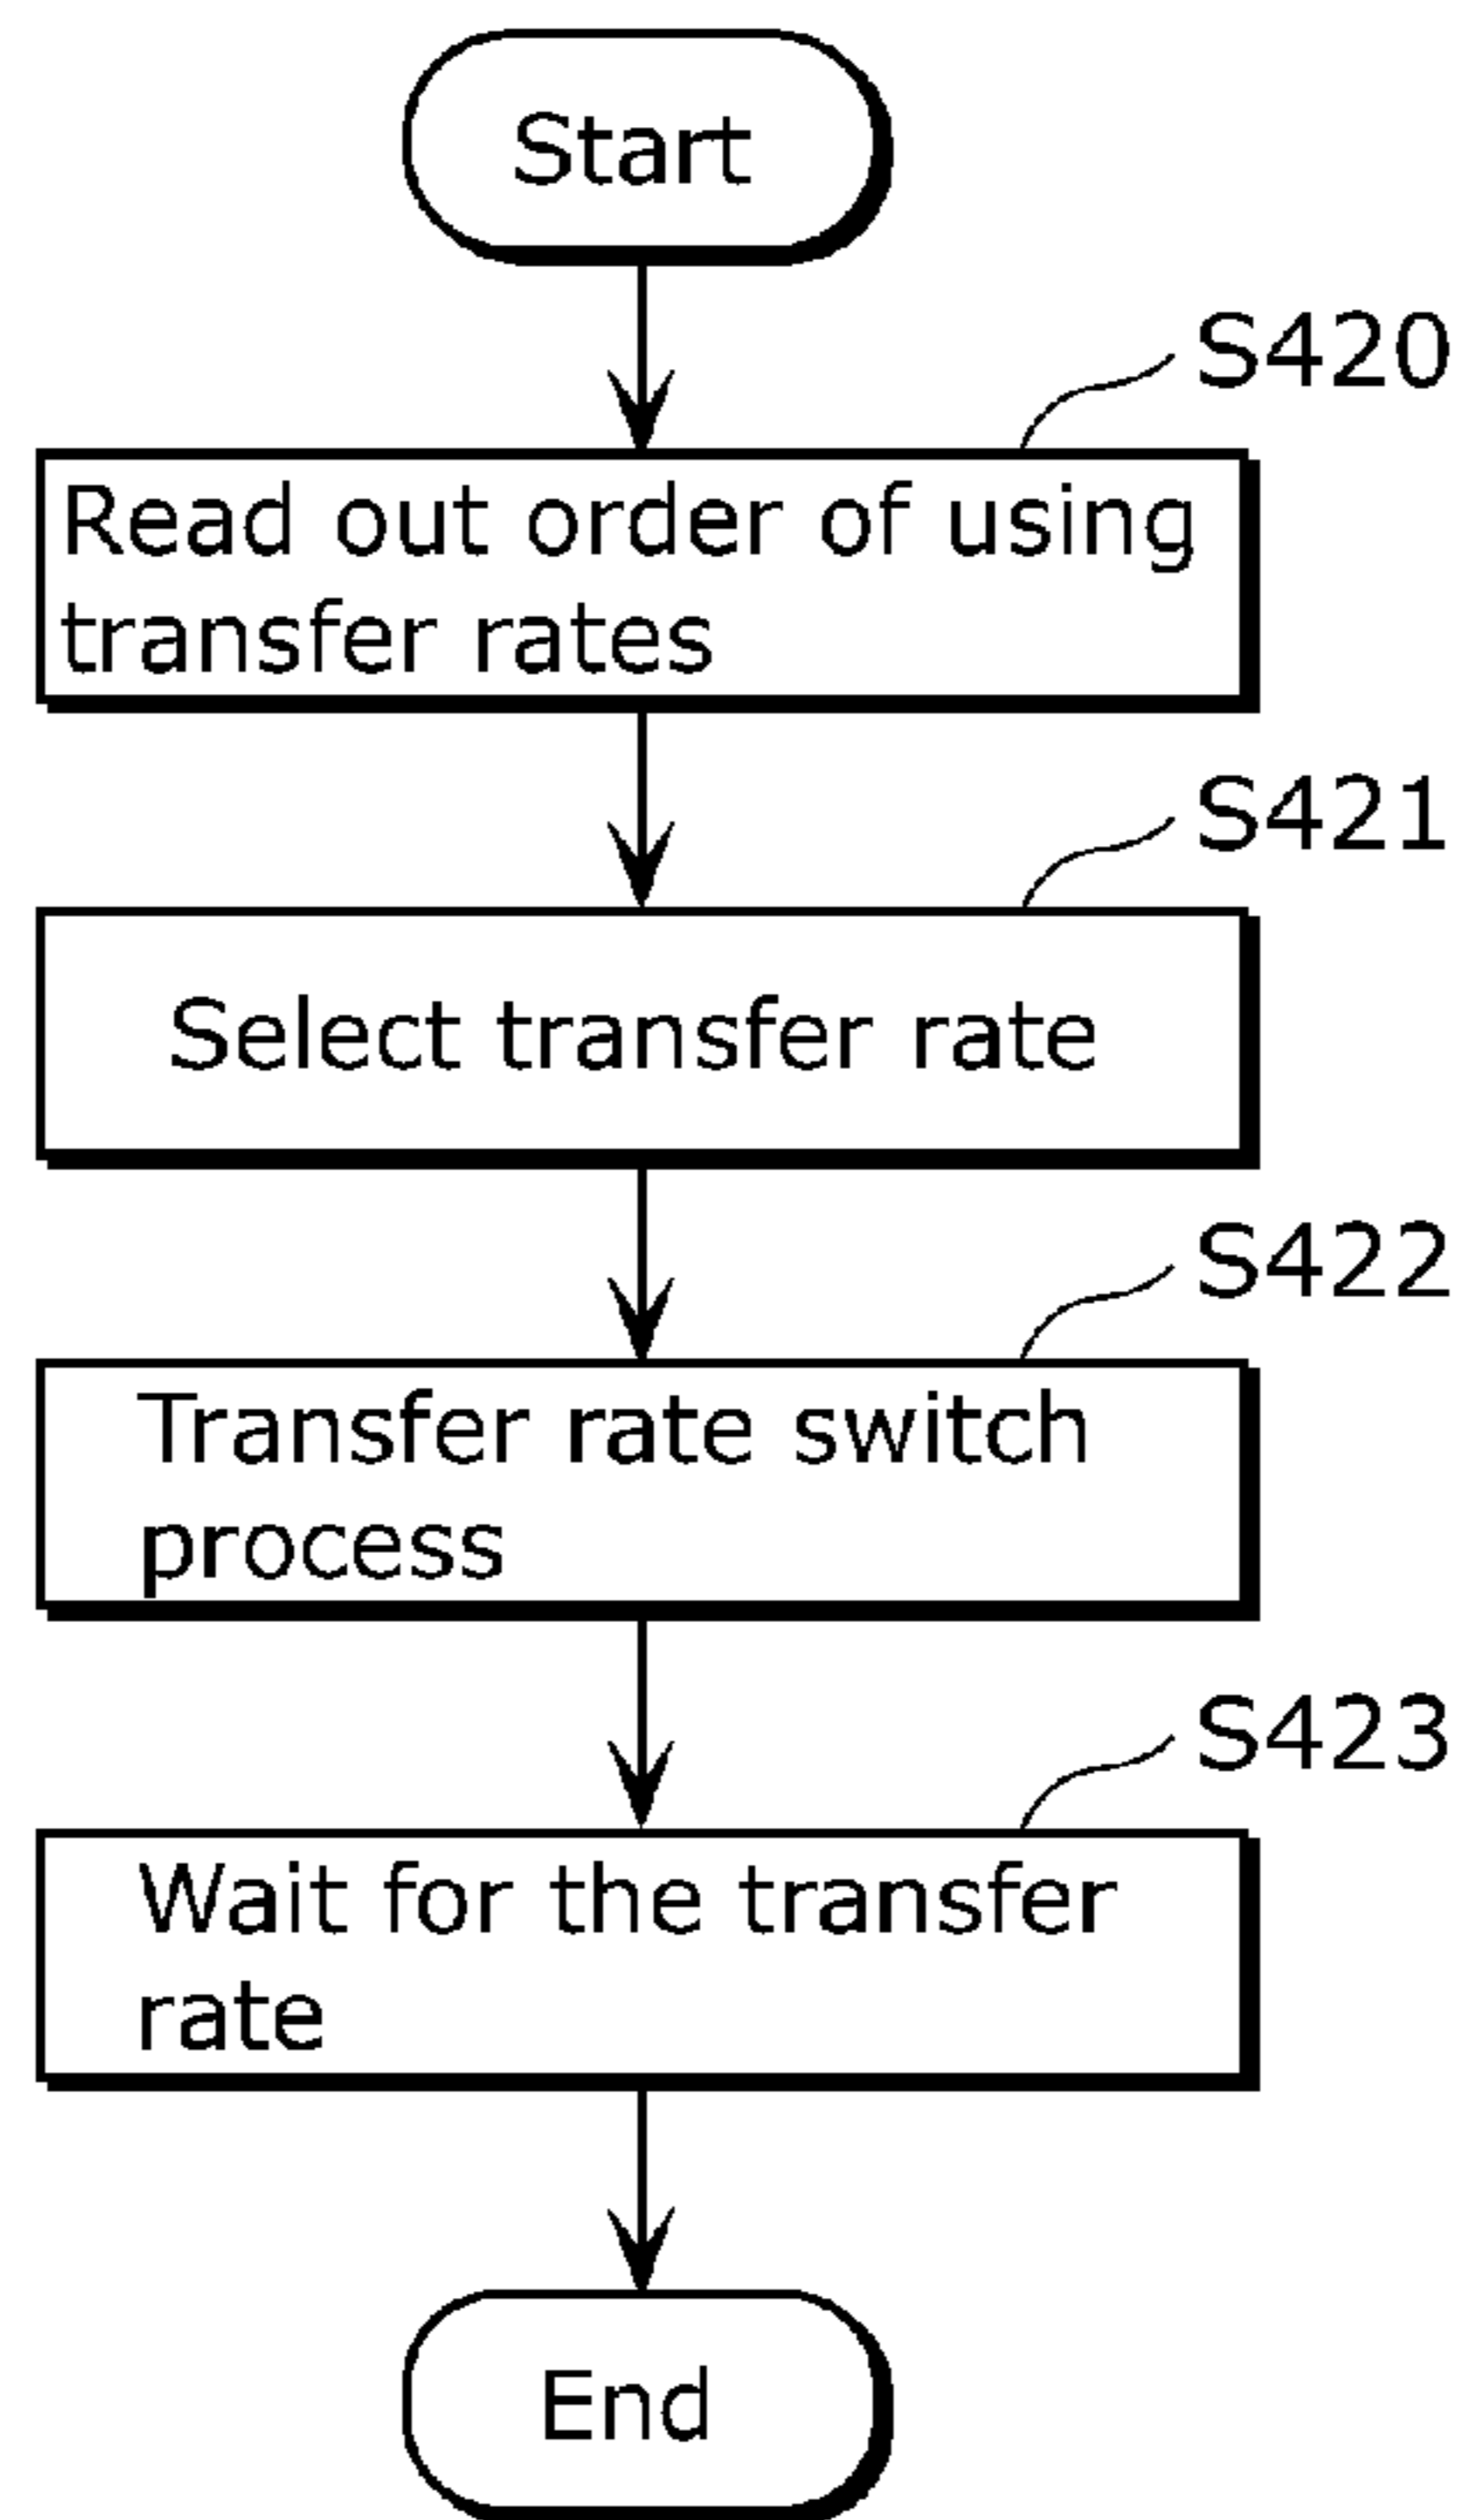 Start
S420
Read out order of using
transfer rates
S421
Select transfer rate
S422
Transfer rate switch
process
S423
Wait for the transfer
rate
End